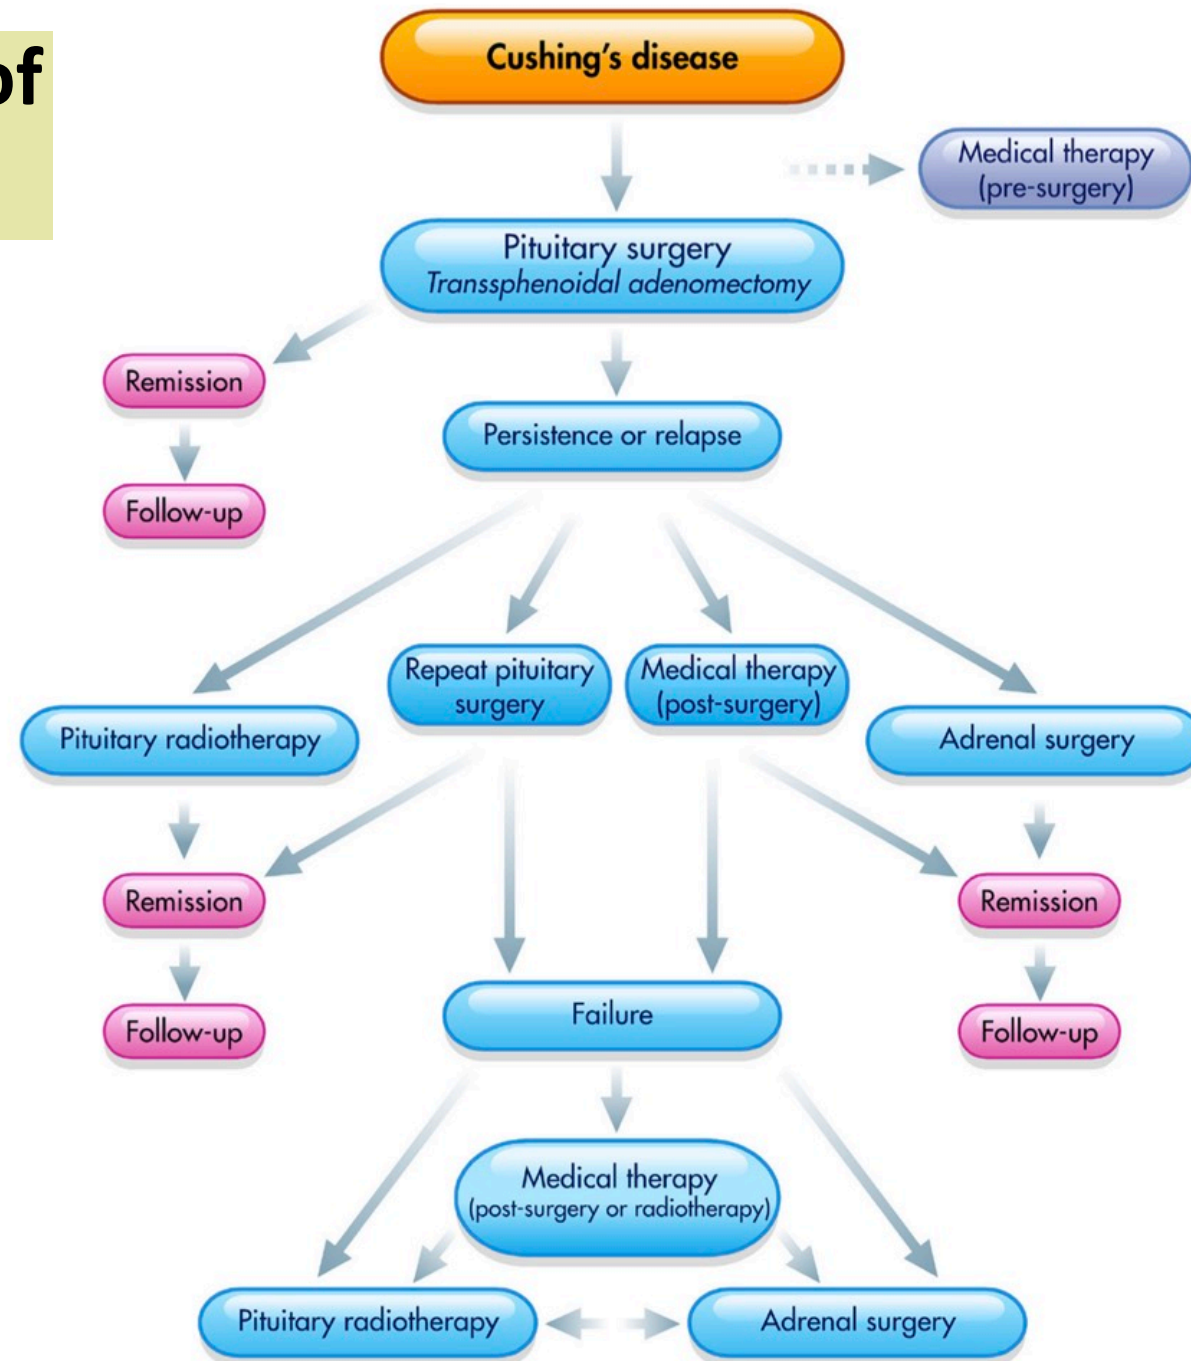 of
Cushing's disease
Medical therapy
(pre-surgery)
Pituitary surgery
Transsphenoidal adenomectomy
Remission
Follow-up
Persistence or relapse
Repeat pituitary
surgery
Medical therapy
(post-surgery)
Pituitary radiotherapy
Adrenal surgery
Remission
Remission
Follow-up
Follow-up
Failure
Medical therapy
(post-surgery or radiotherapy)
Pituitary radiotherapy
Adrenal surgery